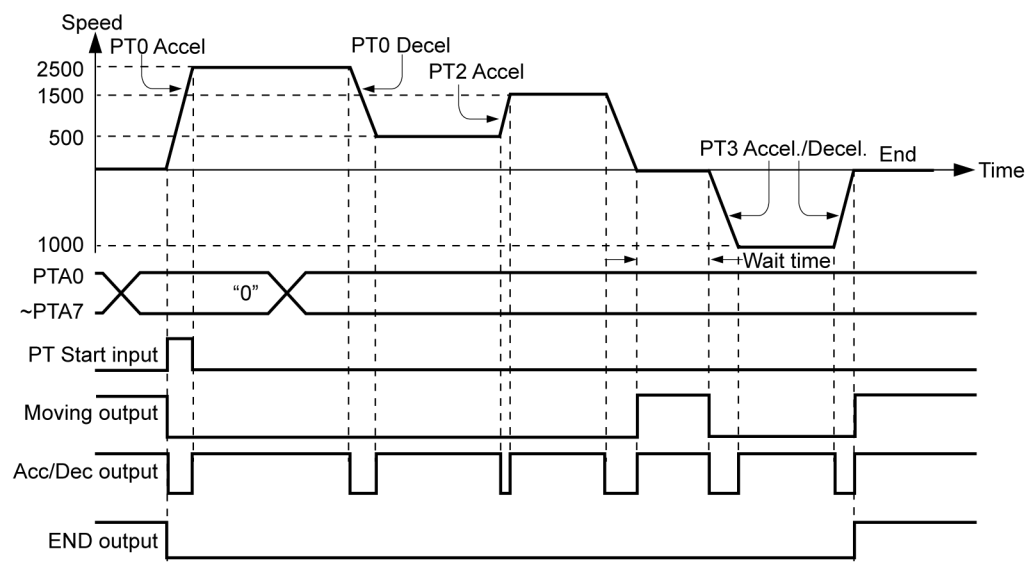 Speed
PT0 Accel
PT0 Decel
PT2 Accel
2500
1500
500
PT3 Accel./Decel.
End
Time
1000
Wait time
PTA0
"0"
~PTA7
PT Start input
Moving output
Acc/Dec output
END output